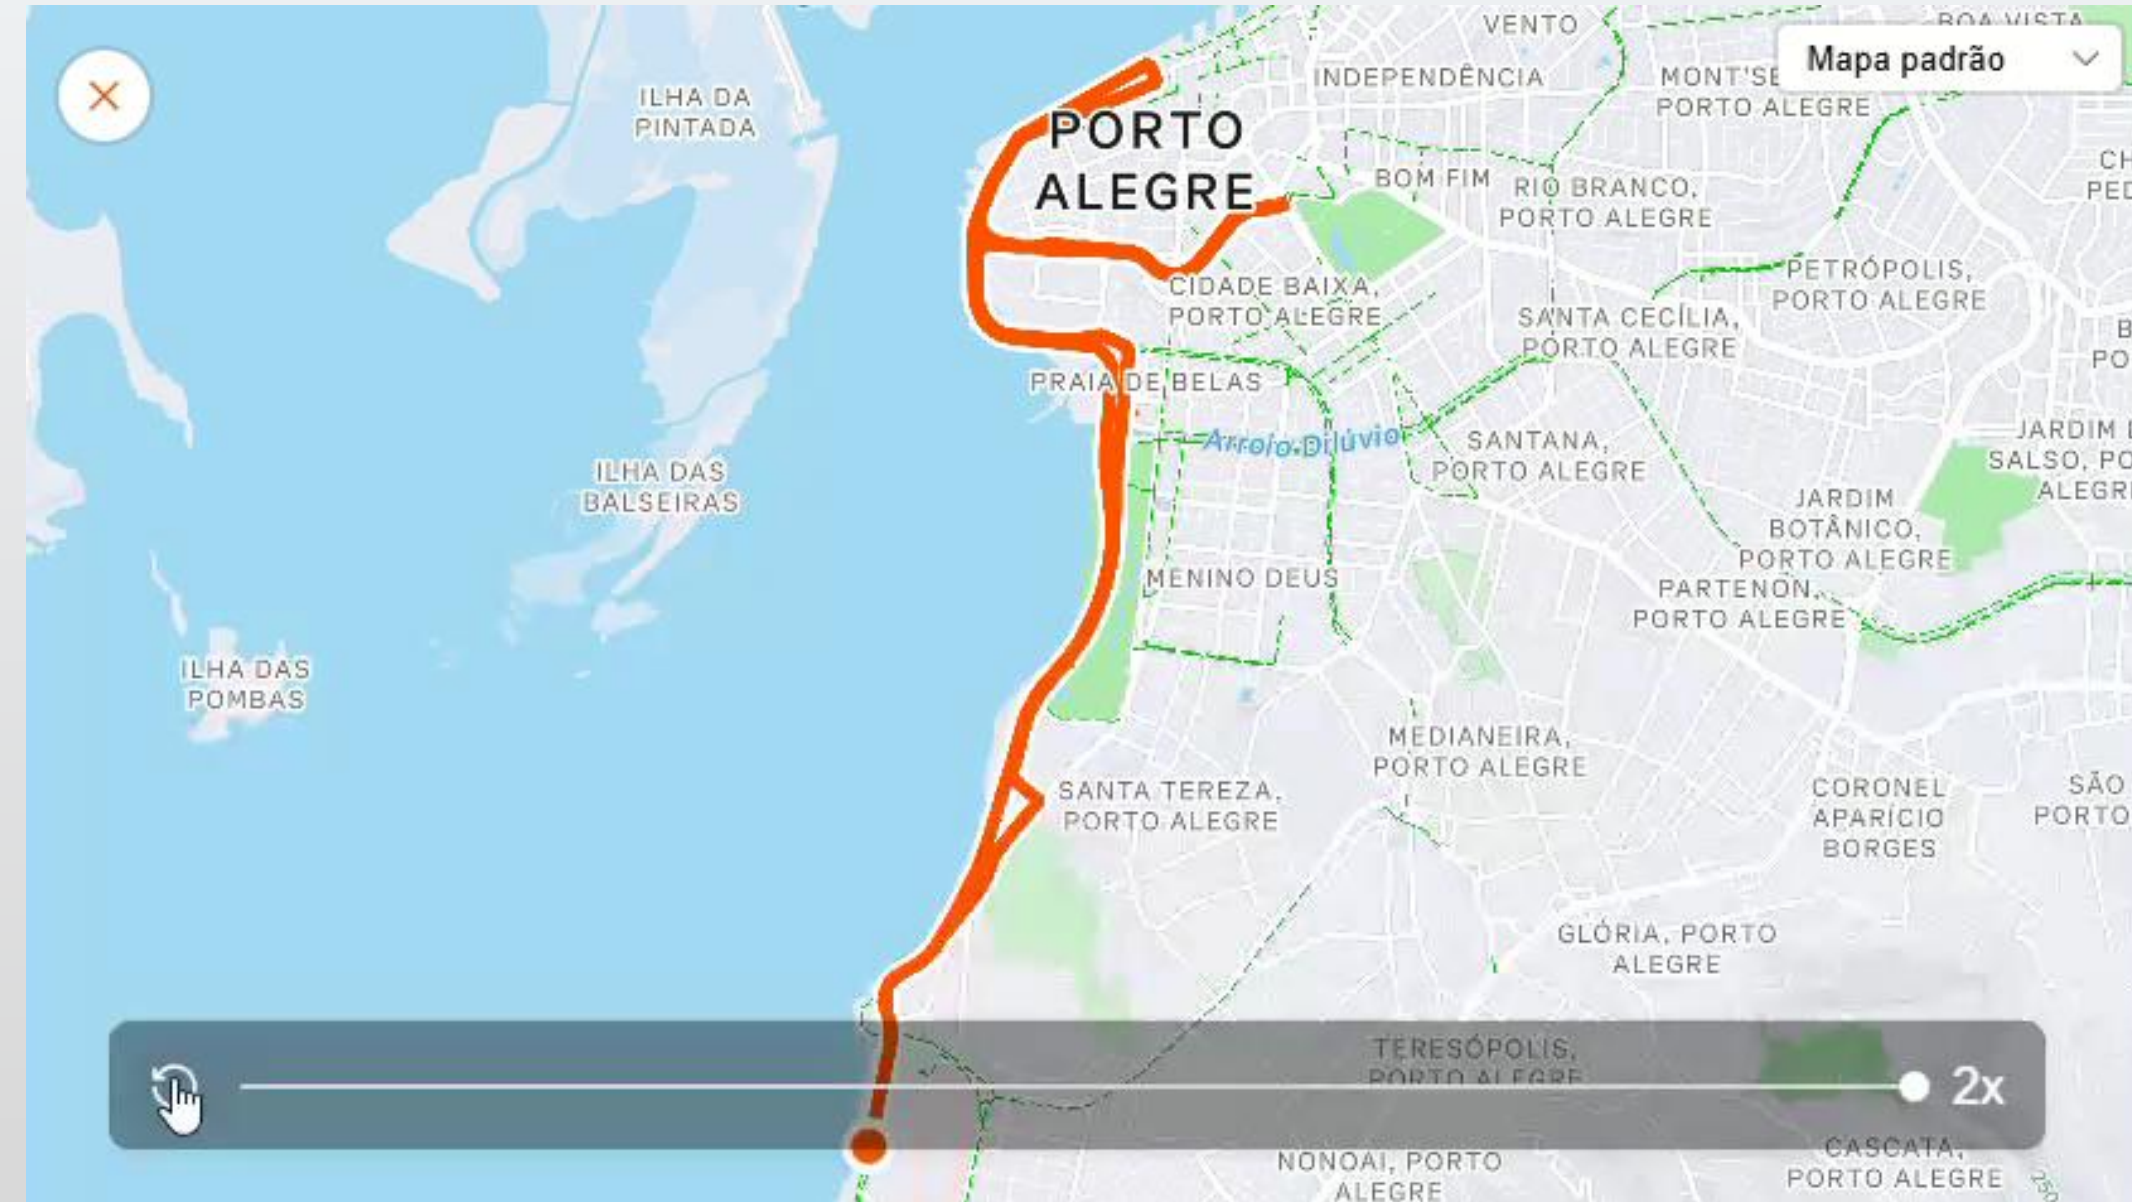 VENTO
BOA VISTA
Mapa padrão
ILHA DA
PINTADA
INDEPENDÊNCIA
MONT'SE
PORTO ALEGRE
PORTO
ALEGRE
BOM FIM
RIO BRANCO,
PORTO ALEGRE
CH
PED
CIDADE BAIXA,
PORTO ALEGRE
PETRÓPOLIS,
PORTO ALEGRE
SANTA CECÍLIA,
PORTO ALEGRE
B
PO
PRAIA DE BELAS
Arroio Dilúvio
SANTANA,
PORTO ALEGRE
JARDIM
SALSO, PO
ALEGR
ILHA DAS
BALSEIRAS
JARDIM
BOTÂNICO,
PORTO ALEGRE
MENINO DEUS
PARTENON,
PORTO ALEGRE
ILHA DAS
POMBAS
MEDIANEIRA,
PORTO ALEGRE
SANTA TEREZA,
PORTO ALEGRE
CORONEL
APARÍCIO
BORGES
SÃO
PORTO
GLÓRIA, PORTO
ALEGRE
TERESÓPOLIS,
PORTO ALEGRE
2x
NONOAI, PORTO
ALEGRE
CASCATA,
PORTO ALEGRE